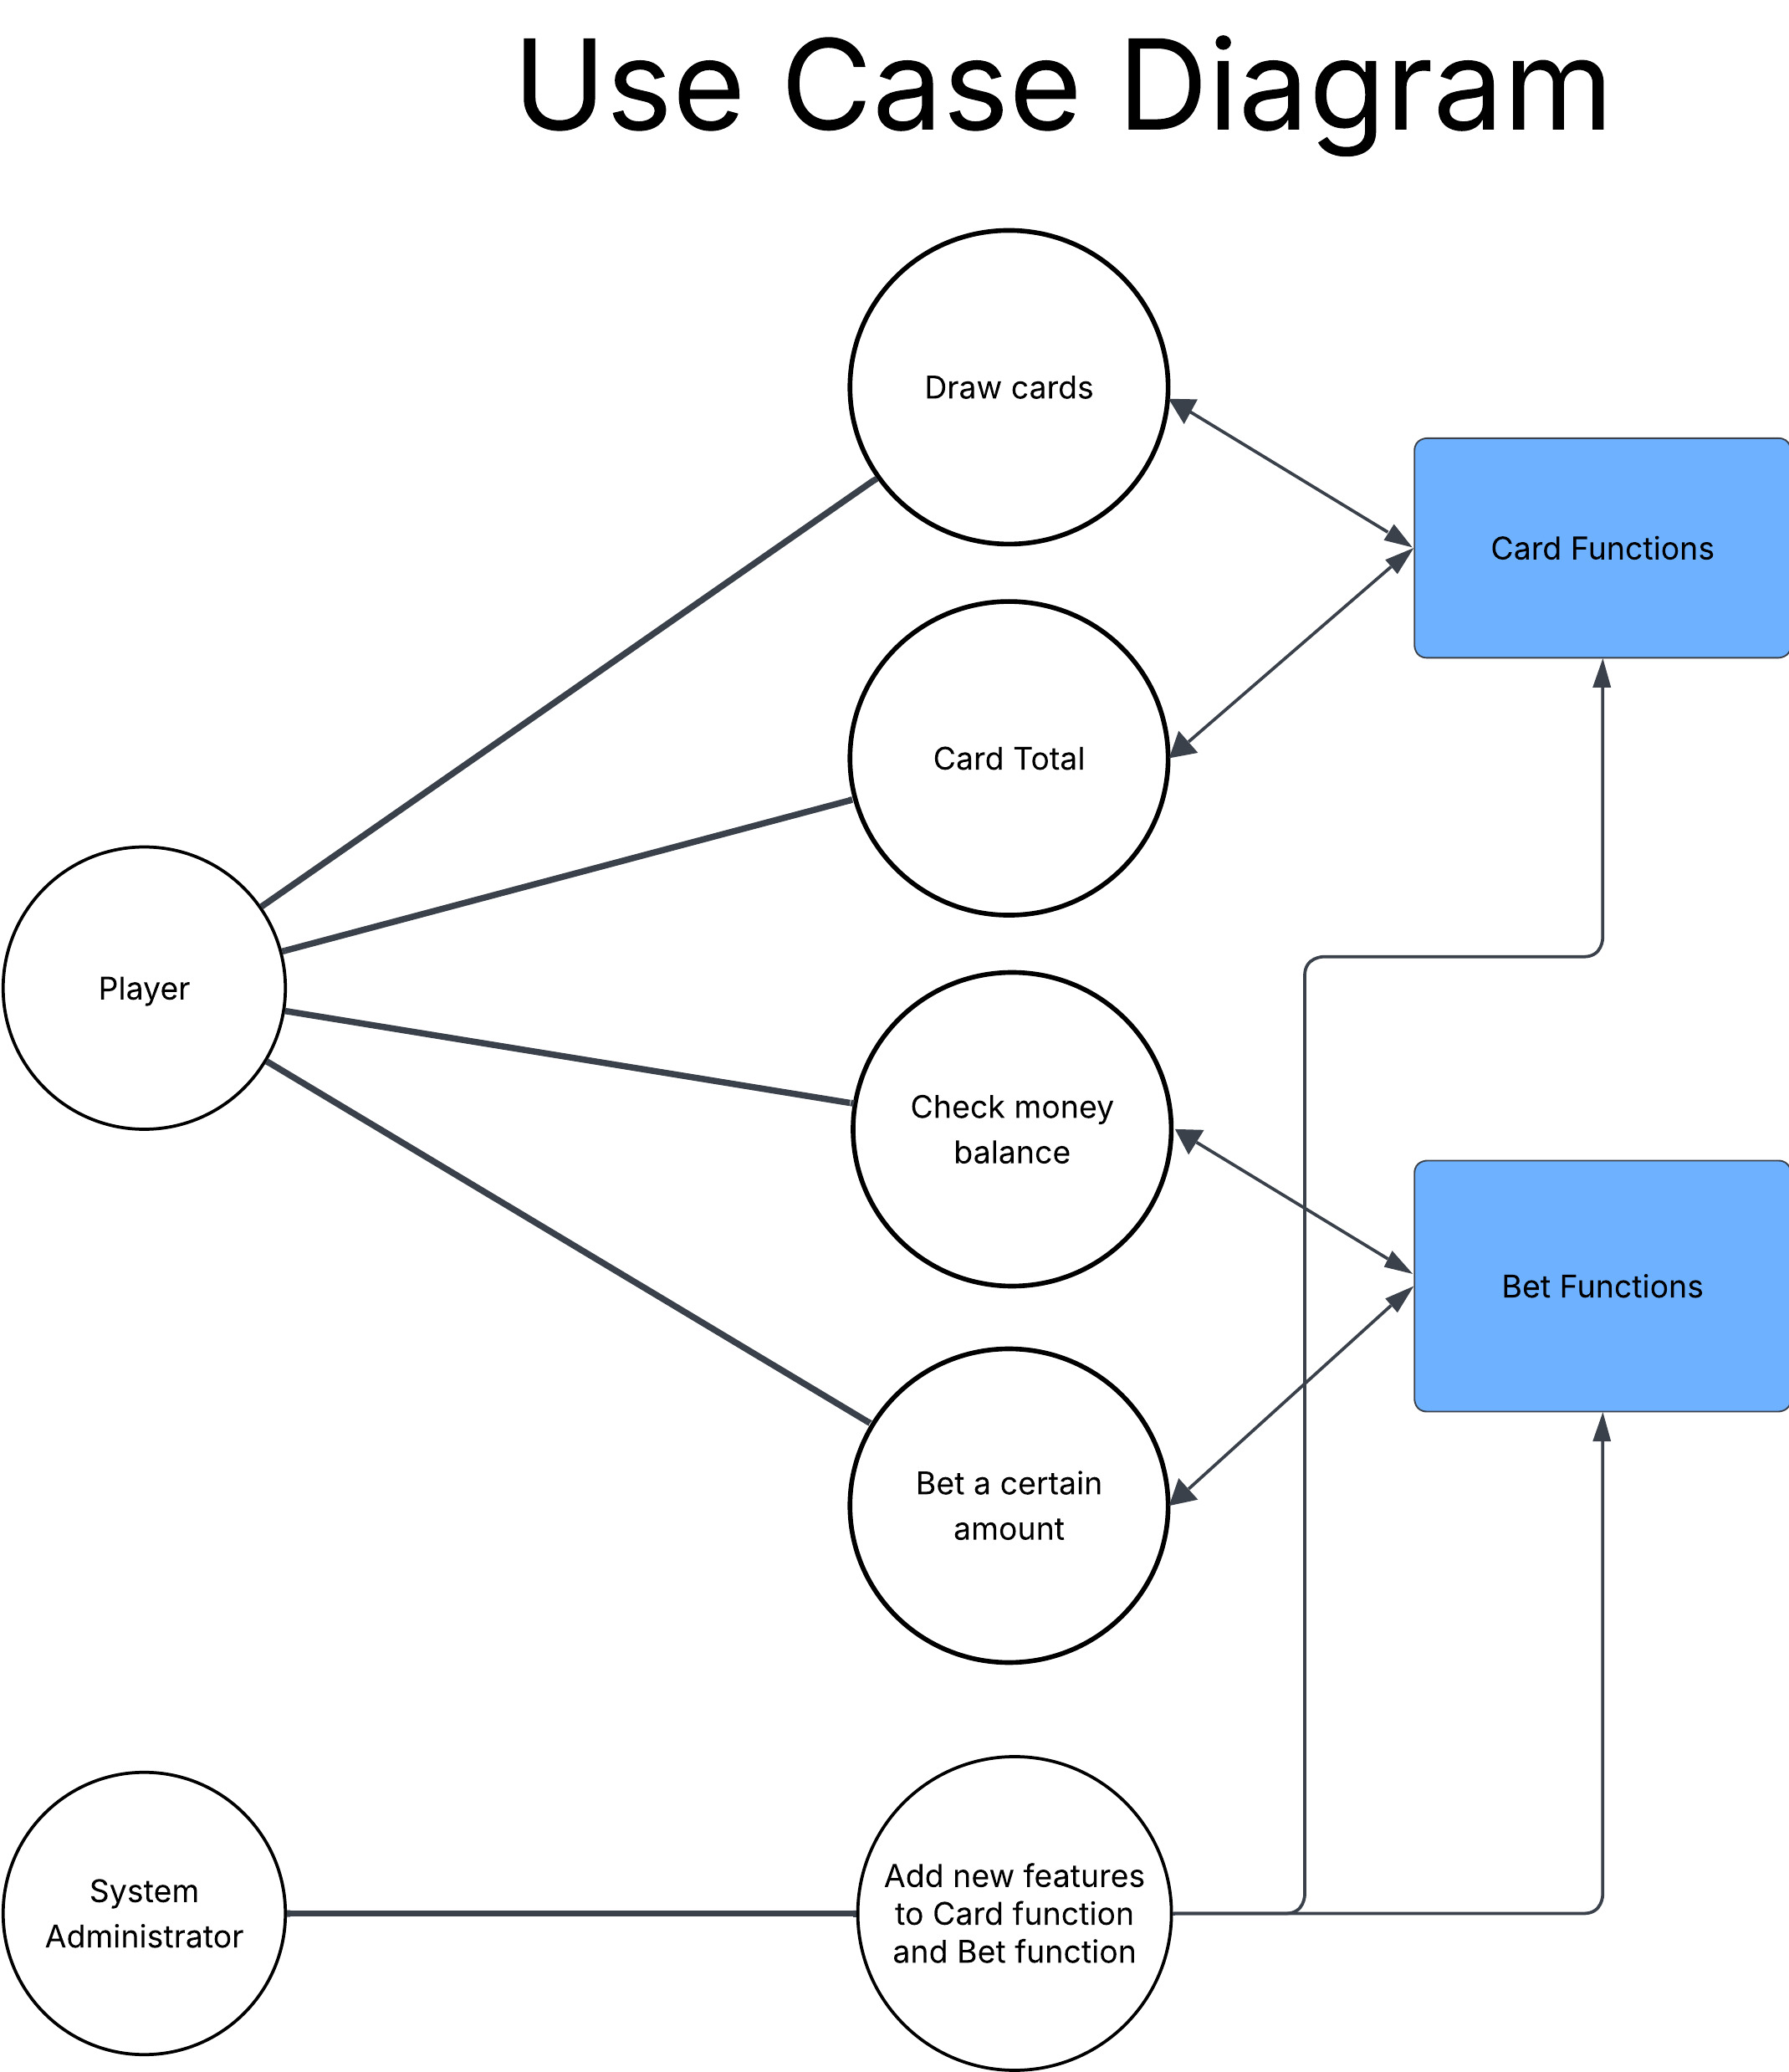 Use Case Diagram
Draw cards
Card Functions
Card Total
Player
Check money
balance
Bet Functions
Bet a certain
amount
System
Administrator
Add new features
to Card function
and Bet function